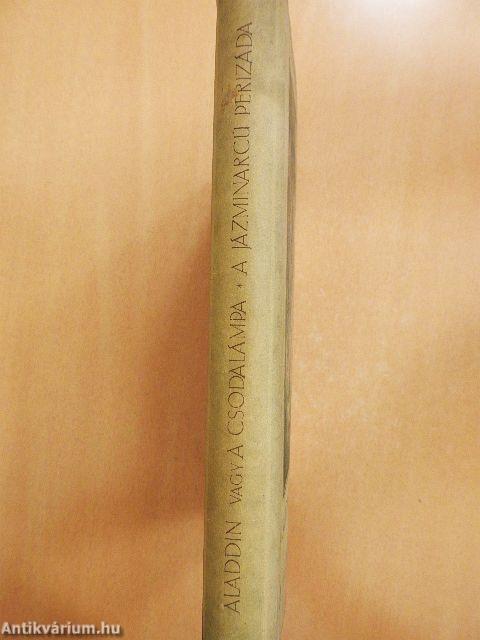 ALADDIN VAGY A CSODALÁMPA * A JÁZMINARCÚ PERIZÁDA
Antikvárium.hu